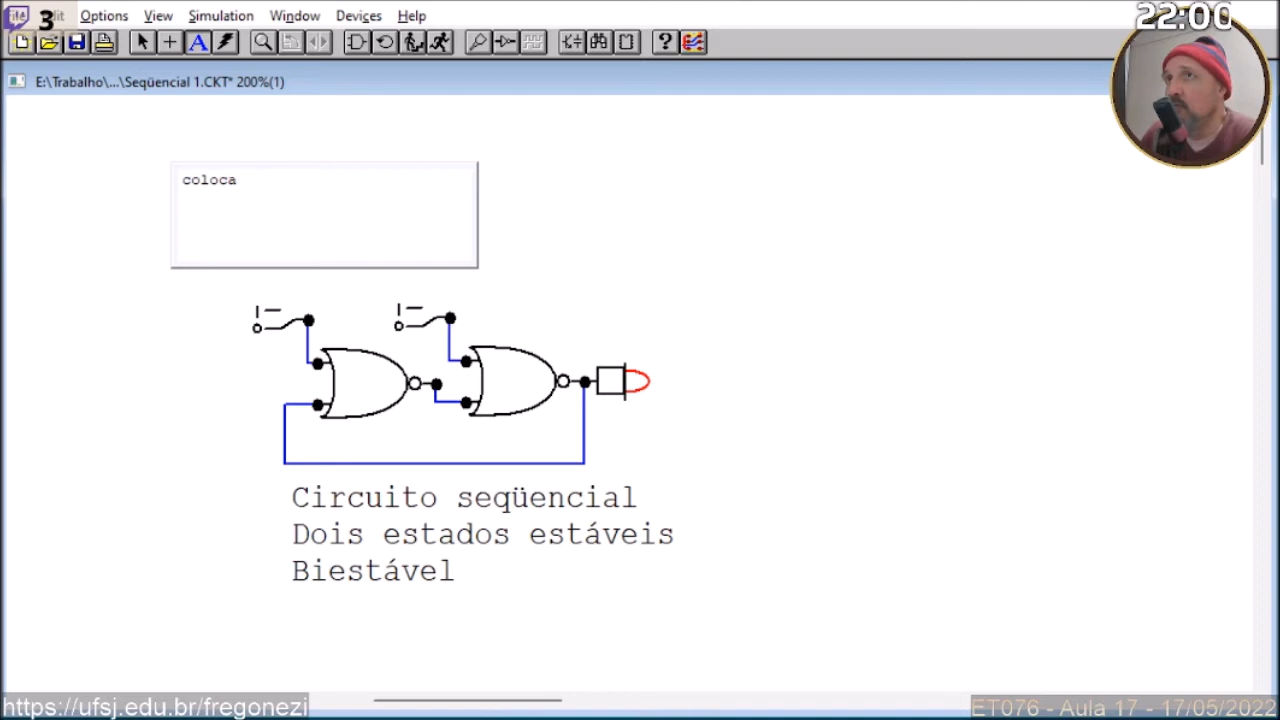 3
Options View Simulation Window Devices Help
22:00
A
?
E:\Trabalho\...\Seqüencial 1.CKT* 200%(1)
coloca
Circuito seqüencial
Dois estados estáveis
Biestável
https://ufsj.edu.br/fregonezi
ET076 - Aula 17 - 17/05/2022